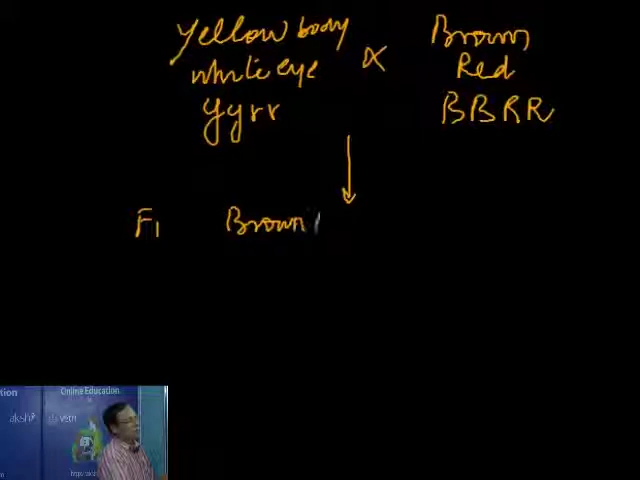 Yellow body
white eye
yyrr
×
Brown
Red
BBRR
F1 Brown
Online Education